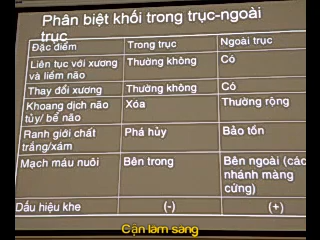 Phân biệt khối trong trục-ngoài
trục
Đặc điểm Trong trục Ngoài trục
Liên tục với xương Thường không Có
và liềm não
Thay đổi xương Thường không Có
Khoang dịch não Xóa Thường rộng
tủy/ bể não
Ranh giới chất Phá hủy Bảo tồn
trắng/xám
Mạch máu nuôi Bên trong Bên ngoài (các
nhánh màng
cứng)
Dấu hiệu khe (-) (+)
Cận lâm sàng